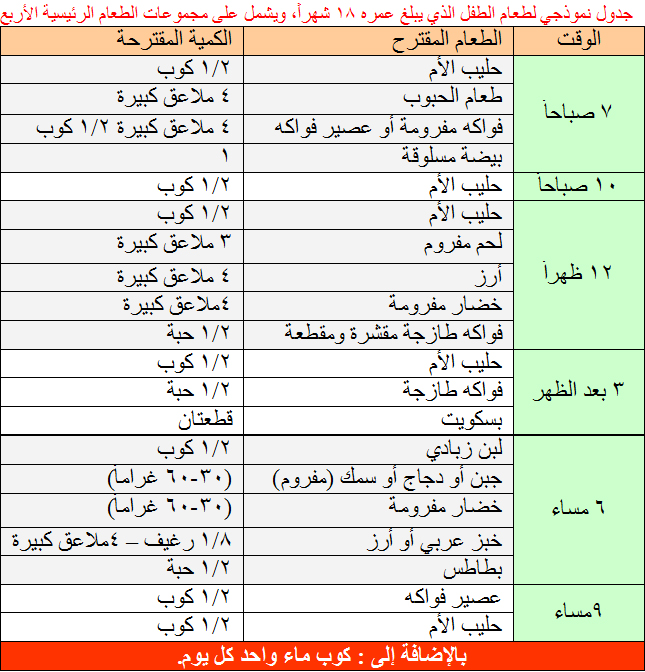 جدول نموذجي لطعام الطفل الذي يبلغ عمره ١٨ شهراً، ويشمل على مجموعات الطعام الرئيسية الأربع
الوقت الطعام المقترح الكمية المقترحة
٧ صباحاً حليب الأم ١/٢ كوب
طعام الحبوب ٤ ملاعق كبيرة
فواكه مفرومة أو عصير فواكه ٤ ملاعق كبيرة ١/٢ كوب
بيضة مسلوقة ١
١٠ صباحاً حليب الأم ١/٢ كوب
١٢ ظهراً حليب الأم ١/٢ كوب
لحم مفروم ٣ ملاعق كبيرة
أرز ٤ ملاعق كبيرة
خضار مفرومة ٤ملاعق كبيرة
فواكه طازجة مقشرة ومقطعة ١/٢ حبة
٣ بعد الظهر حليب الأم ١/٢ كوب
فواكه طازجة ١/٢ حبة
بسكويت قطعتان
٦ مساء لبن زبادي ١/٢ كوب
جبن أو دجاج أو سمك (مفروم) (٣٠-٦٠ غراماً)
خضار مفرومة (٣٠-٦٠ غراماً)
خبز عربي أو أرز ١/٨ رغيف – ٤ملاعق كبيرة
بطاطس ١/٢ حبة
٩مساء عصير فواكه ١/٢ كوب
حليب الأم ١/٢ كوب
بالإضافة إلى : كوب ماء واحد كل يوم.